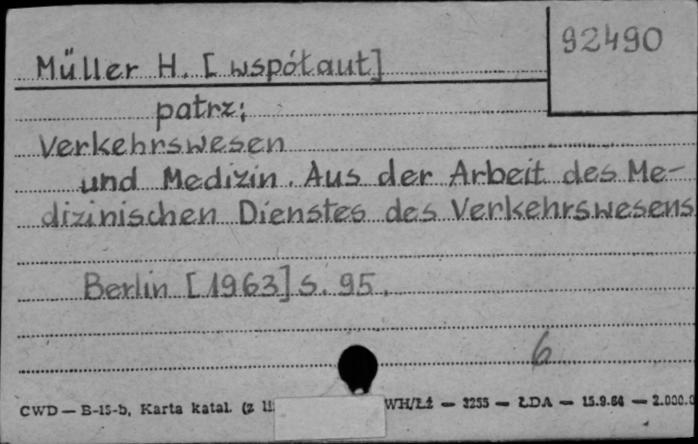 92490
Müller H. [współaut]
patrz:
Verkehrswesen
und Medizin. Aus der Arbeit des Me-
dizinischen Dienstes des Verkehrswesens
Berlin [1963] S. 95.
6
CWD — B-15-b, Karta katal. (z WH/Łż — 3255 — ŁDA — 15.9.64 — 2.000.0